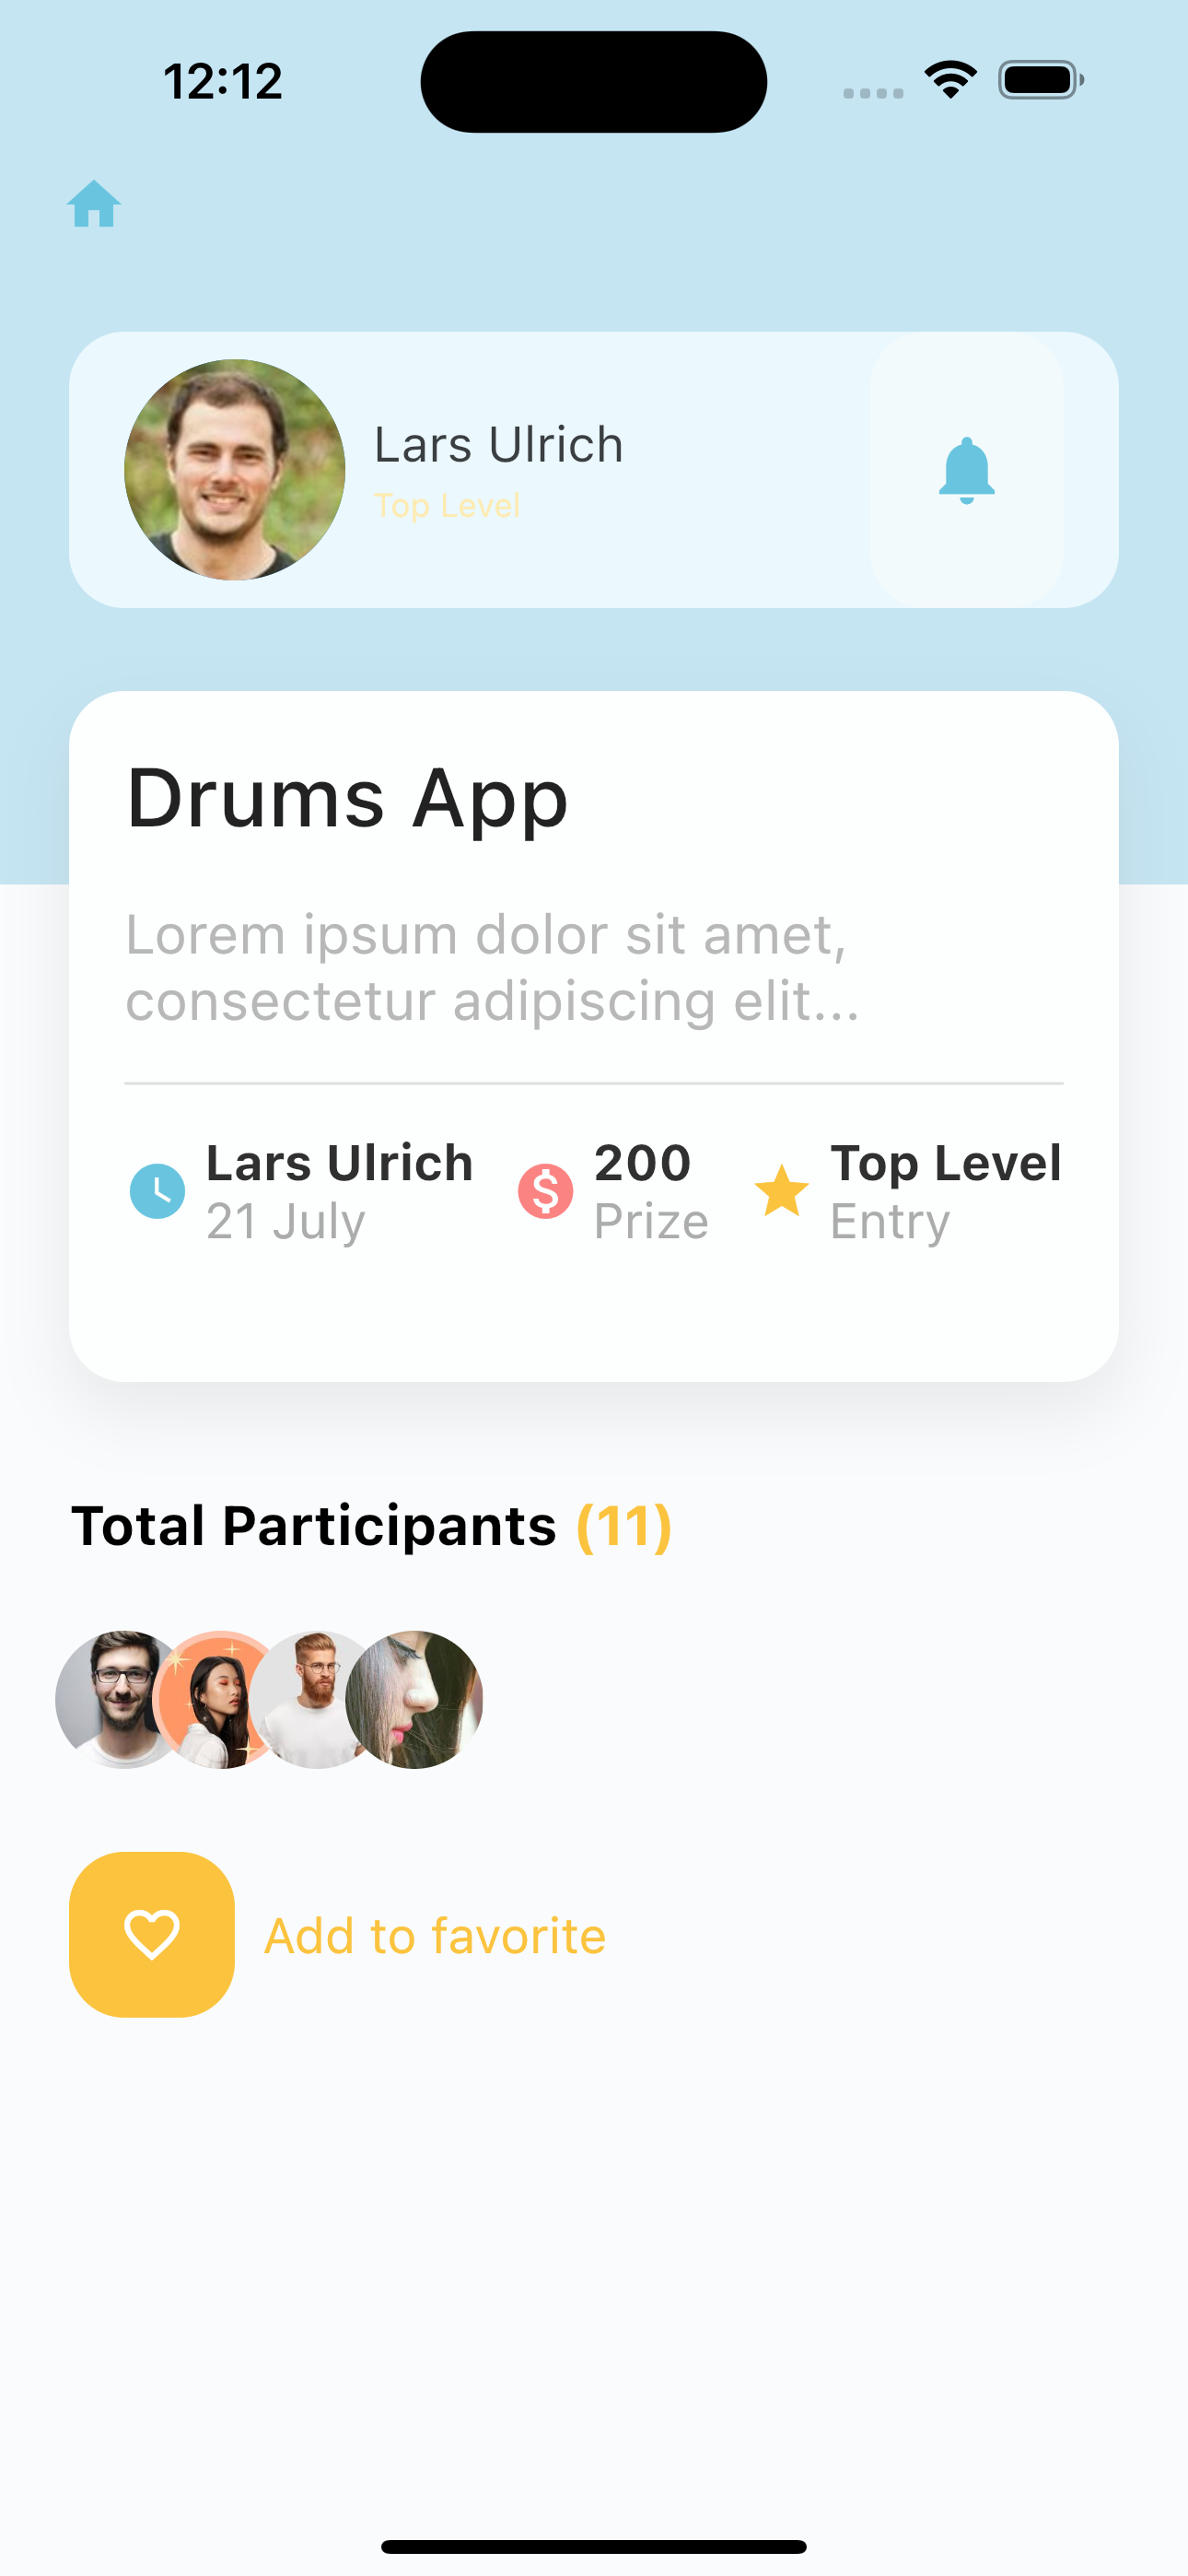 12:12
Lars Ulrich
Top Level
Drums App
Lorem ipsum dolor sit amet,
consectetur adipiscing elit...
Lars Ulrich
21 July
200
Prize
Top Level
Entry
Total Participants (11)
Add to favorite